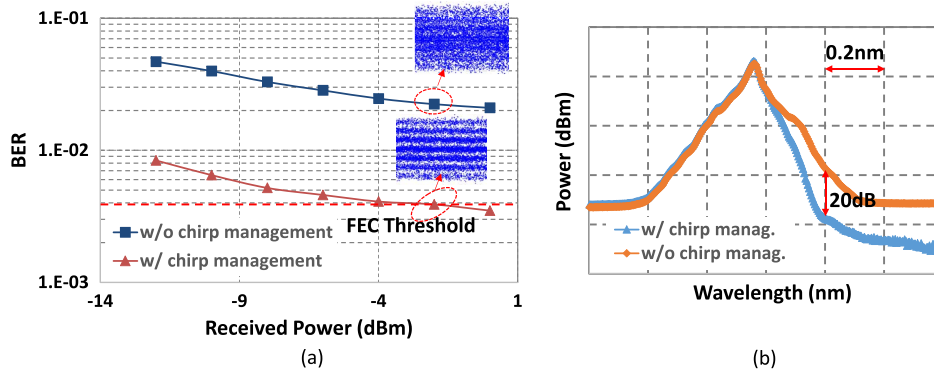 1.E-01
1.E-02
1.E-03
BER
FEC Threshold
w/o chirp management
w/ chirp management
-14
-9
-4
1
Received Power (dBm)
(a)
0.2nm
Power (dBm)
20dB
w/ chirp manag.
w/o chirp manag.
Wavelength (nm)
(b)